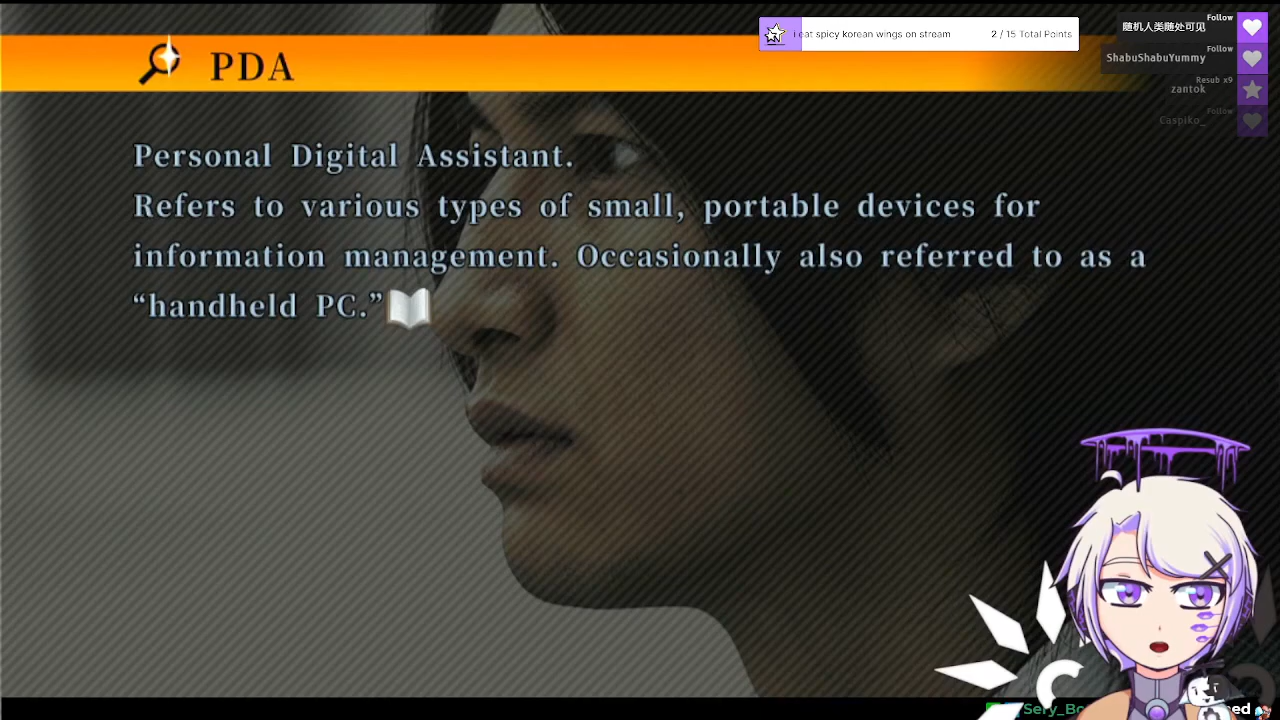 i eat spicy korean wings on stream 2 / 15 Total Points
Follow
随机人类随处可见
Follow
ShabuShabuYummy
Resub x9
zantok
Follow
Caspiko_
PDA
Personal Digital Assistant.
Refers to various types of small, portable devices for
information management. Occasionally also referred to as a
“handheld PC.”